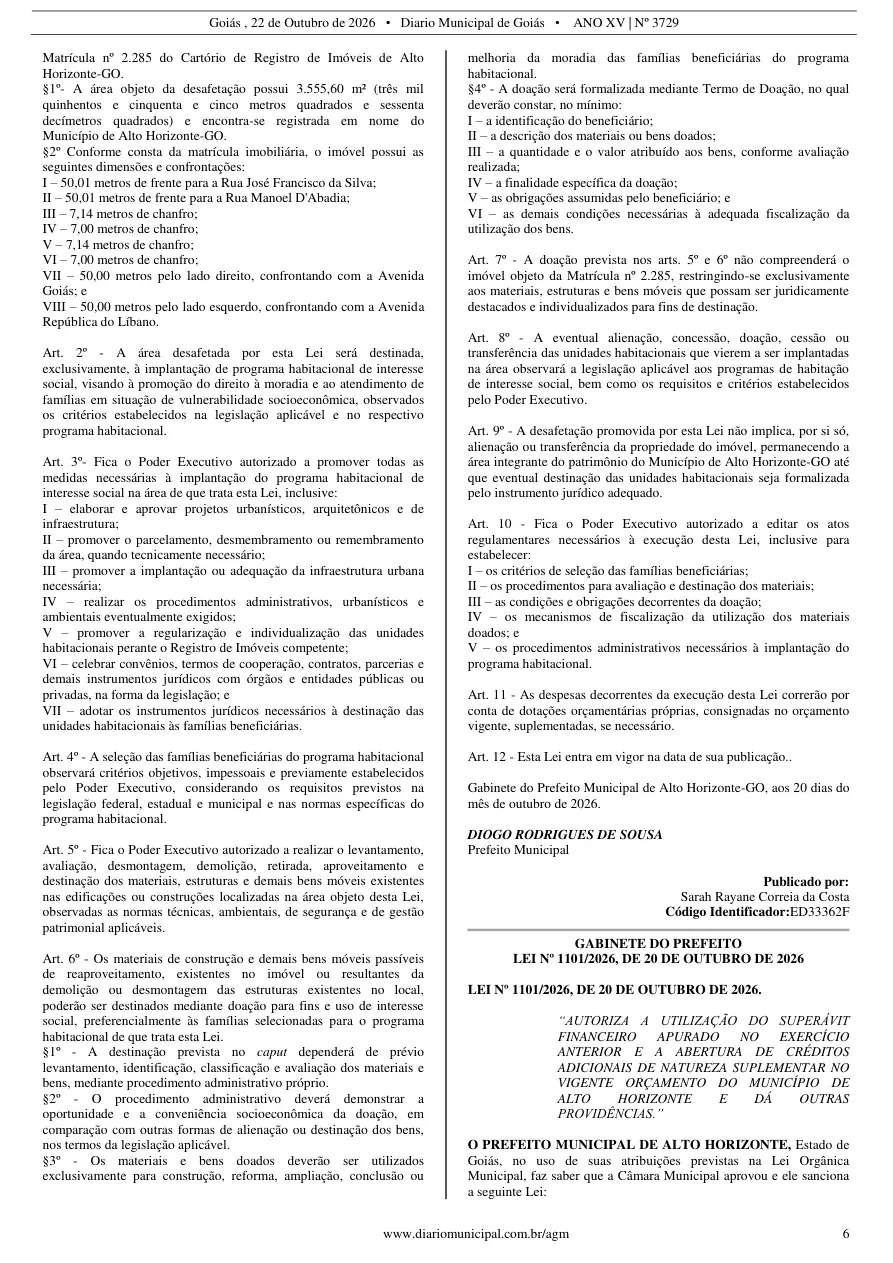 Goiás , 22 de Outubro de 2026 • Diario Municipal de Goiás • ANO XV | Nº 3729
Matrícula nº 2.285 do Cartório de Registro de Imóveis de Alto
Horizonte-GO.
§1º- A área objeto da desafetação possui 3.555,60 m² (três mil
quinhentos e cinquenta e cinco metros quadrados e sessenta
decímetros quadrados) e encontra-se registrada em nome do
Município de Alto Horizonte-GO.
§2º Conforme consta da matrícula imobiliária, o imóvel possui as
seguintes dimensões e confrontações:
I – 50,01 metros de frente para a Rua José Francisco da Silva;
II – 50,01 metros de frente para a Rua Manoel D'Abadia;
III – 7,14 metros de chanfro;
IV – 7,00 metros de chanfro;
V – 7,14 metros de chanfro;
VI – 7,00 metros de chanfro;
VII – 50,00 metros pelo lado direito, confrontando com a Avenida
Goiás; e
VIII – 50,00 metros pelo lado esquerdo, confrontando com a Avenida
República do Líbano.
Art. 2º - A área desafetada por esta Lei será destinada,
exclusivamente, à implantação de programa habitacional de interesse
social, visando à promoção do direito à moradia e ao atendimento de
famílias em situação de vulnerabilidade socioeconômica, observados
os critérios estabelecidos na legislação aplicável e no respectivo
programa habitacional.
Art. 3º- Fica o Poder Executivo autorizado a promover todas as
medidas necessárias à implantação do programa habitacional de
interesse social na área de que trata esta Lei, inclusive:
I – elaborar e aprovar projetos urbanísticos, arquitetônicos e de
infraestrutura;
II – promover o parcelamento, desmembramento ou remembramento
da área, quando tecnicamente necessário;
III – promover a implantação ou adequação da infraestrutura urbana
necessária;
IV – realizar os procedimentos administrativos, urbanísticos e
ambientais eventualmente exigidos;
V – promover a regularização e individualização das unidades
habitacionais perante o Registro de Imóveis competente;
VI – celebrar convênios, termos de cooperação, contratos, parcerias e
demais instrumentos jurídicos com órgãos e entidades públicas ou
privadas, na forma da legislação; e
VII – adotar os instrumentos jurídicos necessários à destinação das
unidades habitacionais às famílias beneficiárias.
Art. 4º - A seleção das famílias beneficiárias do programa habitacional
observará critérios objetivos, impessoais e previamente estabelecidos
pelo Poder Executivo, considerando os requisitos previstos na
legislação federal, estadual e municipal e nas normas específicas do
programa habitacional.
Art. 5º - Fica o Poder Executivo autorizado a realizar o levantamento,
avaliação, desmontagem, demolição, retirada, aproveitamento e
destinação dos materiais, estruturas e demais bens móveis existentes
nas edificações ou construções localizadas na área objeto desta Lei,
observadas as normas técnicas, ambientais, de segurança e de gestão
patrimonial aplicáveis.
Art. 6º - Os materiais de construção e demais bens móveis passíveis
de reaproveitamento, existentes no imóvel ou resultantes da
demolição ou desmontagem das estruturas existentes no local,
poderão ser destinados mediante doação para fins e uso de interesse
social, preferencialmente às famílias selecionadas para o programa
habitacional de que trata esta Lei.
§1º - A destinação prevista no caput dependerá de prévio
levantamento, identificação, classificação e avaliação dos materiais e
bens, mediante procedimento administrativo próprio.
§2º - O procedimento administrativo deverá demonstrar a
oportunidade e a conveniência socioeconômica da doação, em
comparação com outras formas de alienação ou destinação dos bens,
nos termos da legislação aplicável.
§3º - Os materiais e bens doados deverão ser utilizados
exclusivamente para construção, reforma, ampliação, conclusão ou
melhoria da moradia das famílias beneficiárias do programa
habitacional.
§4º - A doação será formalizada mediante Termo de Doação, no qual
deverão constar, no mínimo:
I – a identificação do beneficiário;
II – a descrição dos materiais ou bens doados;
III – a quantidade e o valor atribuído aos bens, conforme avaliação
realizada;
IV – a finalidade específica da doação;
V – as obrigações assumidas pelo beneficiário; e
VI – as demais condições necessárias à adequada fiscalização da
utilização dos bens.
Art. 7º - A doação prevista nos arts. 5º e 6º não compreenderá o
imóvel objeto da Matrícula nº 2.285, restringindo-se exclusivamente
aos materiais, estruturas e bens móveis que possam ser juridicamente
destacados e individualizados para fins de destinação.
Art. 8º - A eventual alienação, concessão, doação, cessão ou
transferência das unidades habitacionais que vierem a ser implantadas
na área observará a legislação aplicável aos programas de habitação
de interesse social, bem como os requisitos e critérios estabelecidos
pelo Poder Executivo.
Art. 9º - A desafetação promovida por esta Lei não implica, por si só,
alienação ou transferência da propriedade do imóvel, permanecendo a
área integrante do patrimônio do Município de Alto Horizonte-GO até
que eventual destinação das unidades habitacionais seja formalizada
pelo instrumento jurídico adequado.
Art. 10 - Fica o Poder Executivo autorizado a editar os atos
regulamentares necessários à execução desta Lei, inclusive para
estabelecer:
I – os critérios de seleção das famílias beneficiárias;
II – os procedimentos para avaliação e destinação dos materiais;
III – as condições e obrigações decorrentes da doação;
IV – os mecanismos de fiscalização da utilização dos materiais
doados; e
V – os procedimentos administrativos necessários à implantação do
programa habitacional.
Art. 11 - As despesas decorrentes da execução desta Lei correrão por
conta de dotações orçamentárias próprias, consignadas no orçamento
vigente, suplementadas, se necessário.
Art. 12 - Esta Lei entra em vigor na data de sua publicação..
Gabinete do Prefeito Municipal de Alto Horizonte-GO, aos 20 dias do
mês de outubro de 2026.
DIOGO RODRIGUES DE SOUSA
Prefeito Municipal
Publicado por:
Sarah Rayane Correia da Costa
Código Identificador:ED33362F
GABINETE DO PREFEITO
LEI Nº 1101/2026, DE 20 DE OUTUBRO DE 2026
LEI Nº 1101/2026, DE 20 DE OUTUBRO DE 2026.
“AUTORIZA A UTILIZAÇÃO DO SUPERÁVIT
FINANCEIRO APURADO NO EXERCÍCIO
ANTERIOR E A ABERTURA DE CRÉDITOS
ADICIONAIS DE NATUREZA SUPLEMENTAR NO
VIGENTE ORÇAMENTO DO MUNICÍPIO DE
ALTO HORIZONTE E DÁ OUTRAS
PROVIDÊNCIAS.”
O PREFEITO MUNICIPAL DE ALTO HORIZONTE, Estado de
Goiás, no uso de suas atribuições previstas na Lei Orgânica
Municipal, faz saber que a Câmara Municipal aprovou e ele sanciona
a seguinte Lei:
www.diariomunicipal.com.br/agm 6